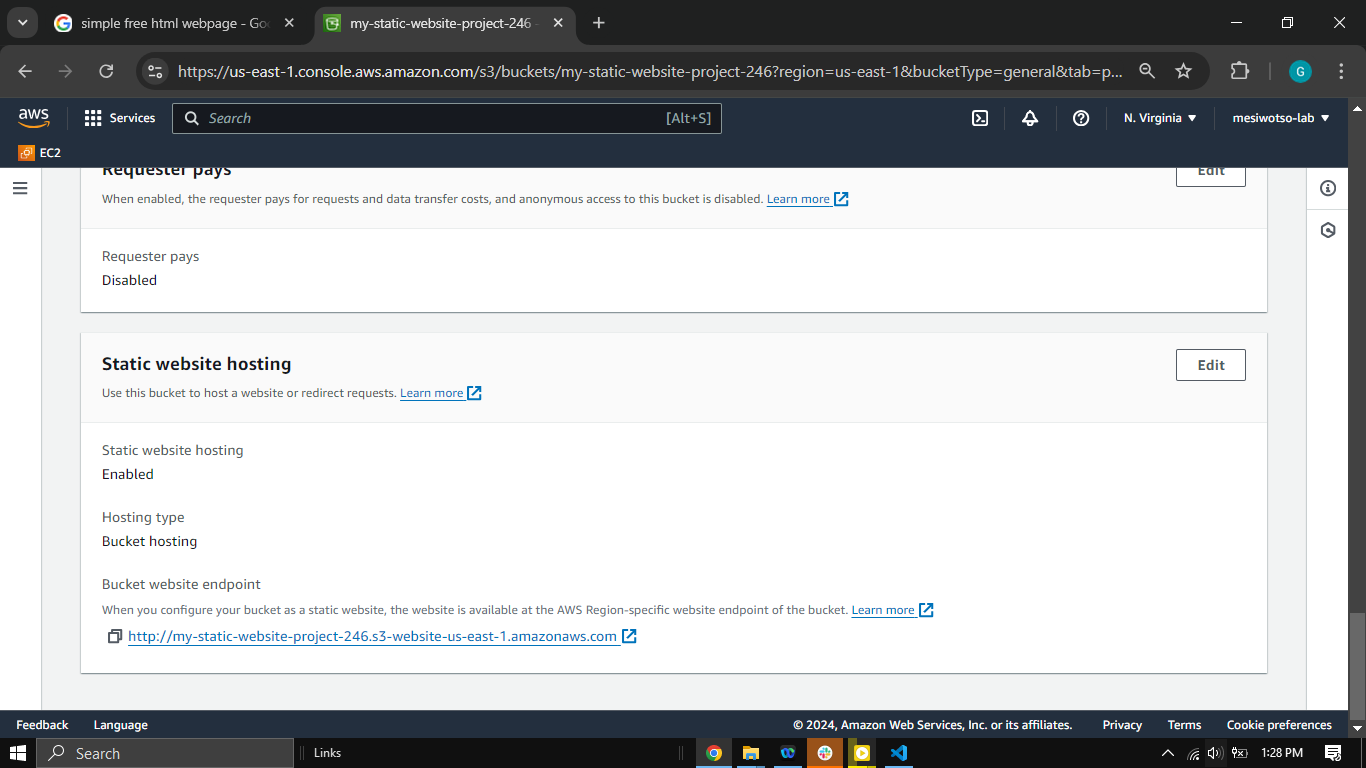 simple free html webpage - Goo
my-static-website-project-246 -
https://us-east-1.console.aws.amazon.com/s3/buckets/my-static-website-project-246?region=us-east-1&bucketType=general&tab=p...
G
aws
Services
Search
[Alt+S]
N. Virginia
mesiwotso-lab
EC2
Requester pays
Edit
When enabled, the requester pays for requests and data transfer costs, and anonymous access to this bucket is disabled. Learn more
Requester pays
Disabled
Static website hosting
Edit
Use this bucket to host a website or redirect requests. Learn more
Static website hosting
Enabled
Hosting type
Bucket hosting
Bucket website endpoint
When you configure your bucket as a static website, the website is available at the AWS Region-specific website endpoint of the bucket. Learn more
http://my-static-website-project-246.s3-website-us-east-1.amazonaws.com
Feedback
Language
© 2024, Amazon Web Services, Inc. or its affiliates.
Privacy
Terms
Cookie preferences
Search
Links
1:28 PM